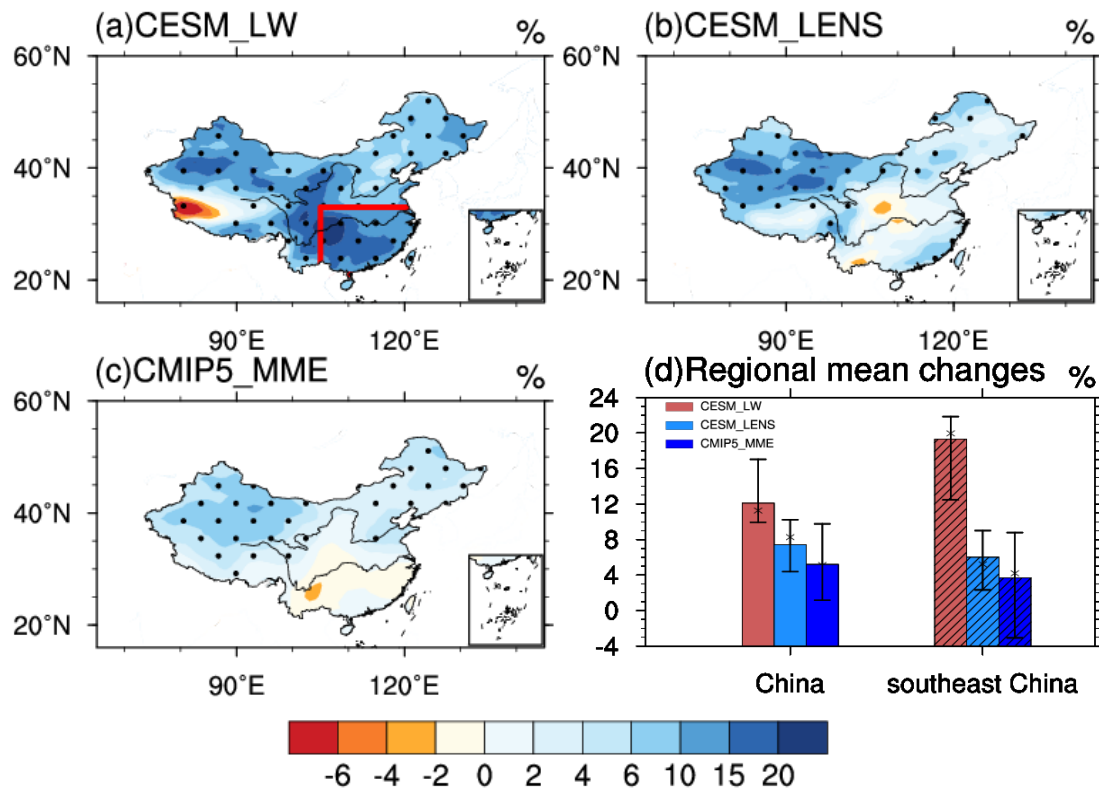 (a)CESM_LW %
(b)CESM_LENS %
60°N
40°N
20°N
90°E 120°E
60°N
40°N
20°N
90°E 120°E
(c)CMIP5_MME %
60°N
40°N
20°N
90°E 120°E
(d)Regional mean changes %
24
20
16
12
8
4
0
-4
CESM_LW
CESM_LENS
CMIP5_MME
China southeast China
-6 -4 -2 0 2 4 6 10 15 20